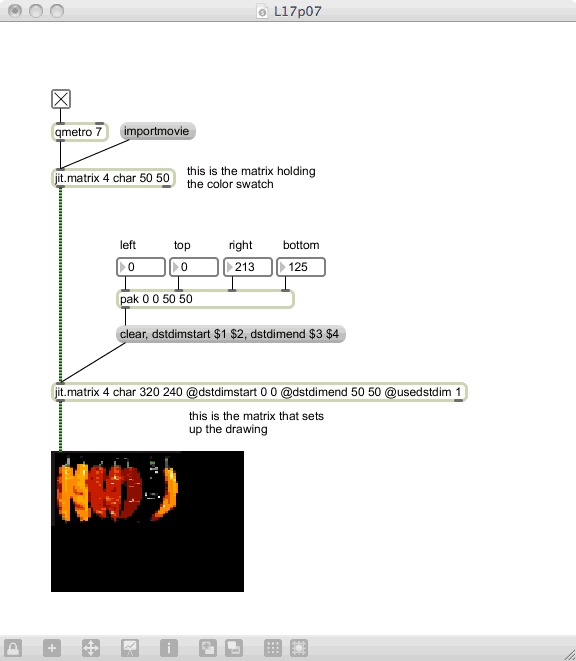 L17p07
qmetro 7
importmovie
jit.matrix 4 char 50 50
this is the matrix holding
the color swatch
left top right bottom
0 0 213 125
pak 0 0 50 50
clear, dstdimstart $1 $2, dstdimend $3 $4
jit.matrix 4 char 320 240 @dstdimstart 0 0 @dstdimend 50 50 @usedstdim 1
this is the matrix that sets
up the drawing